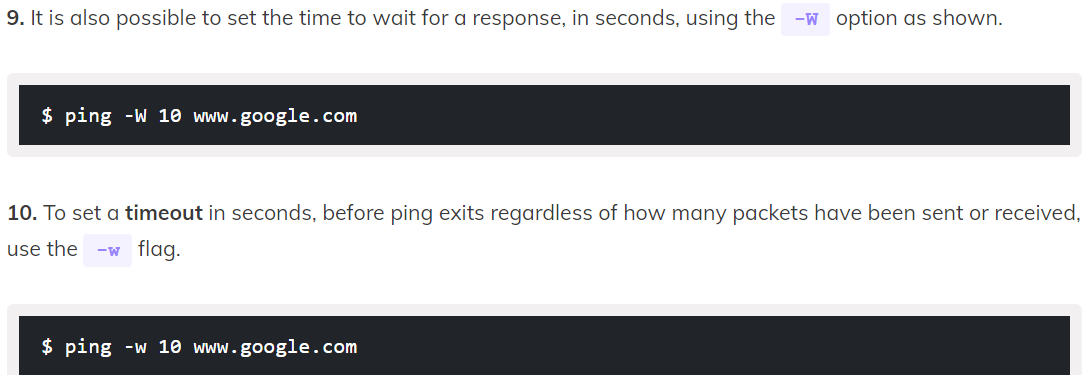 9. It is also possible to set the time to wait for a response, in seconds, using the -W option as shown.
$ ping -W 10 www.google.com
10. To set a timeout in seconds, before ping exits regardless of how many packets have been sent or received,
use the -w flag.
$ ping -w 10 www.google.com